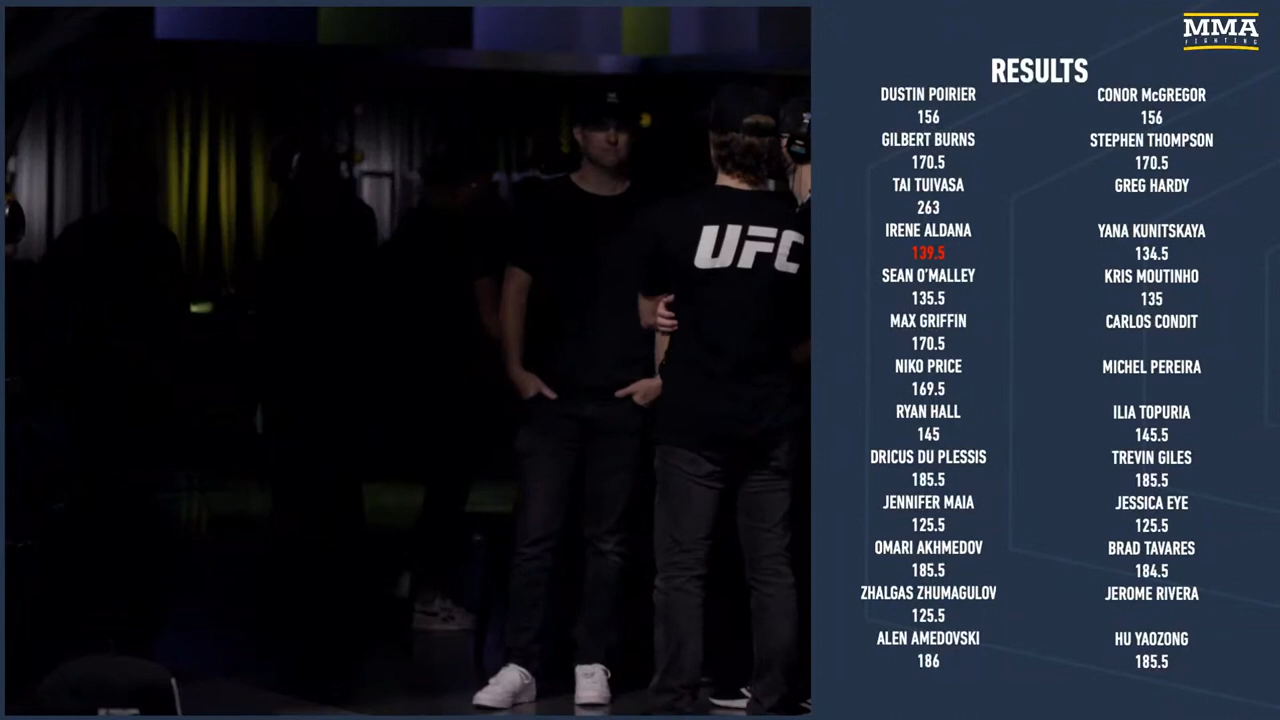 MMA
FIGHTING
RESULTS
DUSTIN POIRIER CONOR McGREGOR
156 156
GILBERT BURNS STEPHEN THOMPSON
170.5 170.5
TAI TUIVASA GREG HARDY
263
IRENE ALDANA YANA KUNITSKAYA
139.5 134.5
SEAN O'MALLEY KRIS MOUTINHO
135.5 135
MAX GRIFFIN CARLOS CONDIT
170.5
NIKO PRICE MICHEL PEREIRA
169.5
RYAN HALL ILIA TOPURIA
145 145.5
DRICUS DU PLESSIS TREVIN GILES
185.5 185.5
JENNIFER MAIA JESSICA EYE
125.5 125.5
OMARI AKHMEDOV BRAD TAVARES
185.5 184.5
ZHALGAS ZHUMAGULOV JEROME RIVERA
125.5
ALEN AMEDOVSKI HU YAOZONG
186 185.5
UFC